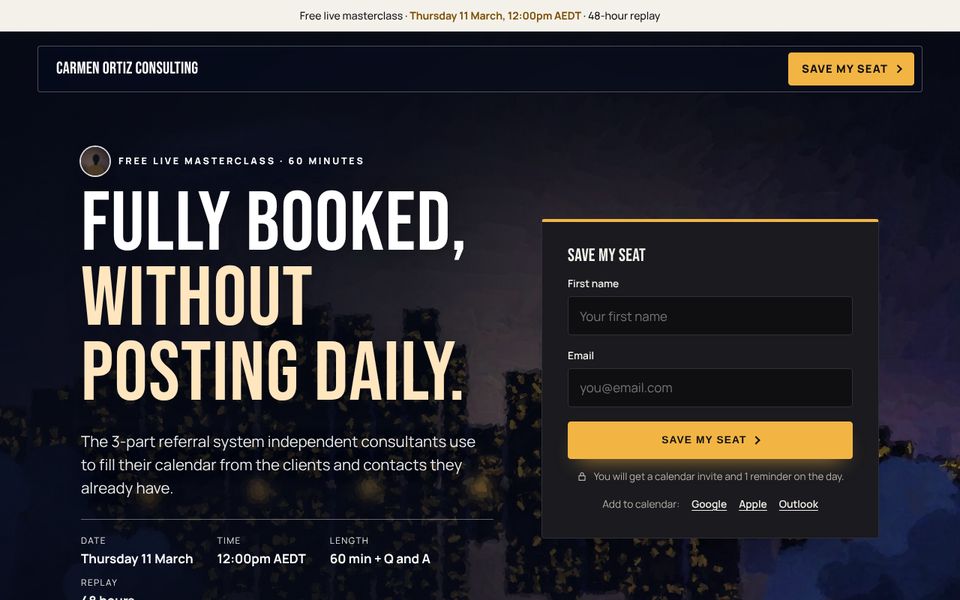 Free live masterclass · Thursday 11 March, 12:00pm AEDT · 48-hour replay
CARMEN ORTIZ CONSULTING
SAVE MY SEAT
FREE LIVE MASTERCLASS · 60 MINUTES
FULLY BOOKED,
WITHOUT
POSTING DAILY.
The 3-part referral system independent consultants use
to fill their calendar from the clients and contacts they
already have.
DATE
Thursday 11 March
TIME
12:00pm AEDT
LENGTH
60 min + Q and A
REPLAY
48 hours
SAVE MY SEAT
First name
Your first name
Email
you@email.com
SAVE MY SEAT
You will get a calendar invite and 1 reminder on the day.
Add to calendar: Google Apple Outlook